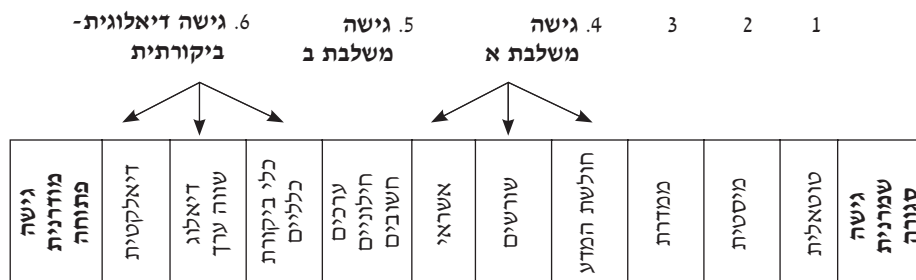 1
2
3
4. גישה
משלבת א
5. גישה
משלבת ב
6. גישה דיאלוגית-
ביקורתית
גישה
שמרנית
סגורה
טוטאלית
מיסטית
ממדרת
חולשת המדע
שורשים
אשראי
ערכים
חילוניים
חשובים
כלי ביקורת
כללים
דיאלוג
שווה ערך
דיאלקטית
גישה
מודרנית
פתוחה